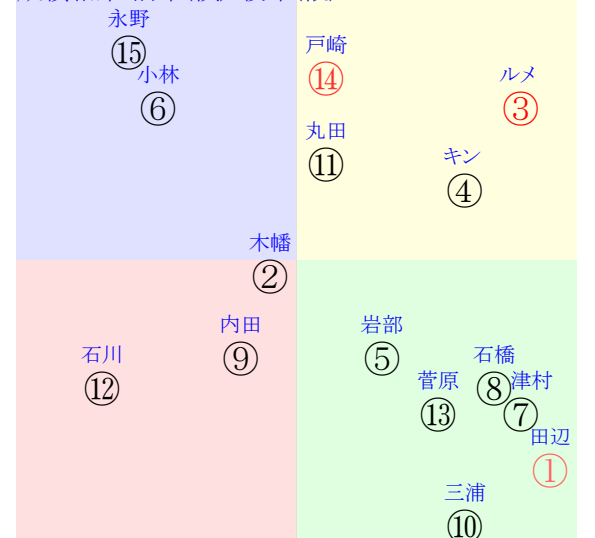 永野
⑮
小林
⑥
戸崎
⑭
ルメ
③
丸田
⑪
キン
④
木幡
②
内田
⑨
石川
⑫
岩部
⑤
石橋
⑧
菅原
⑬
津村
⑦
田辺
①
三浦
⑩